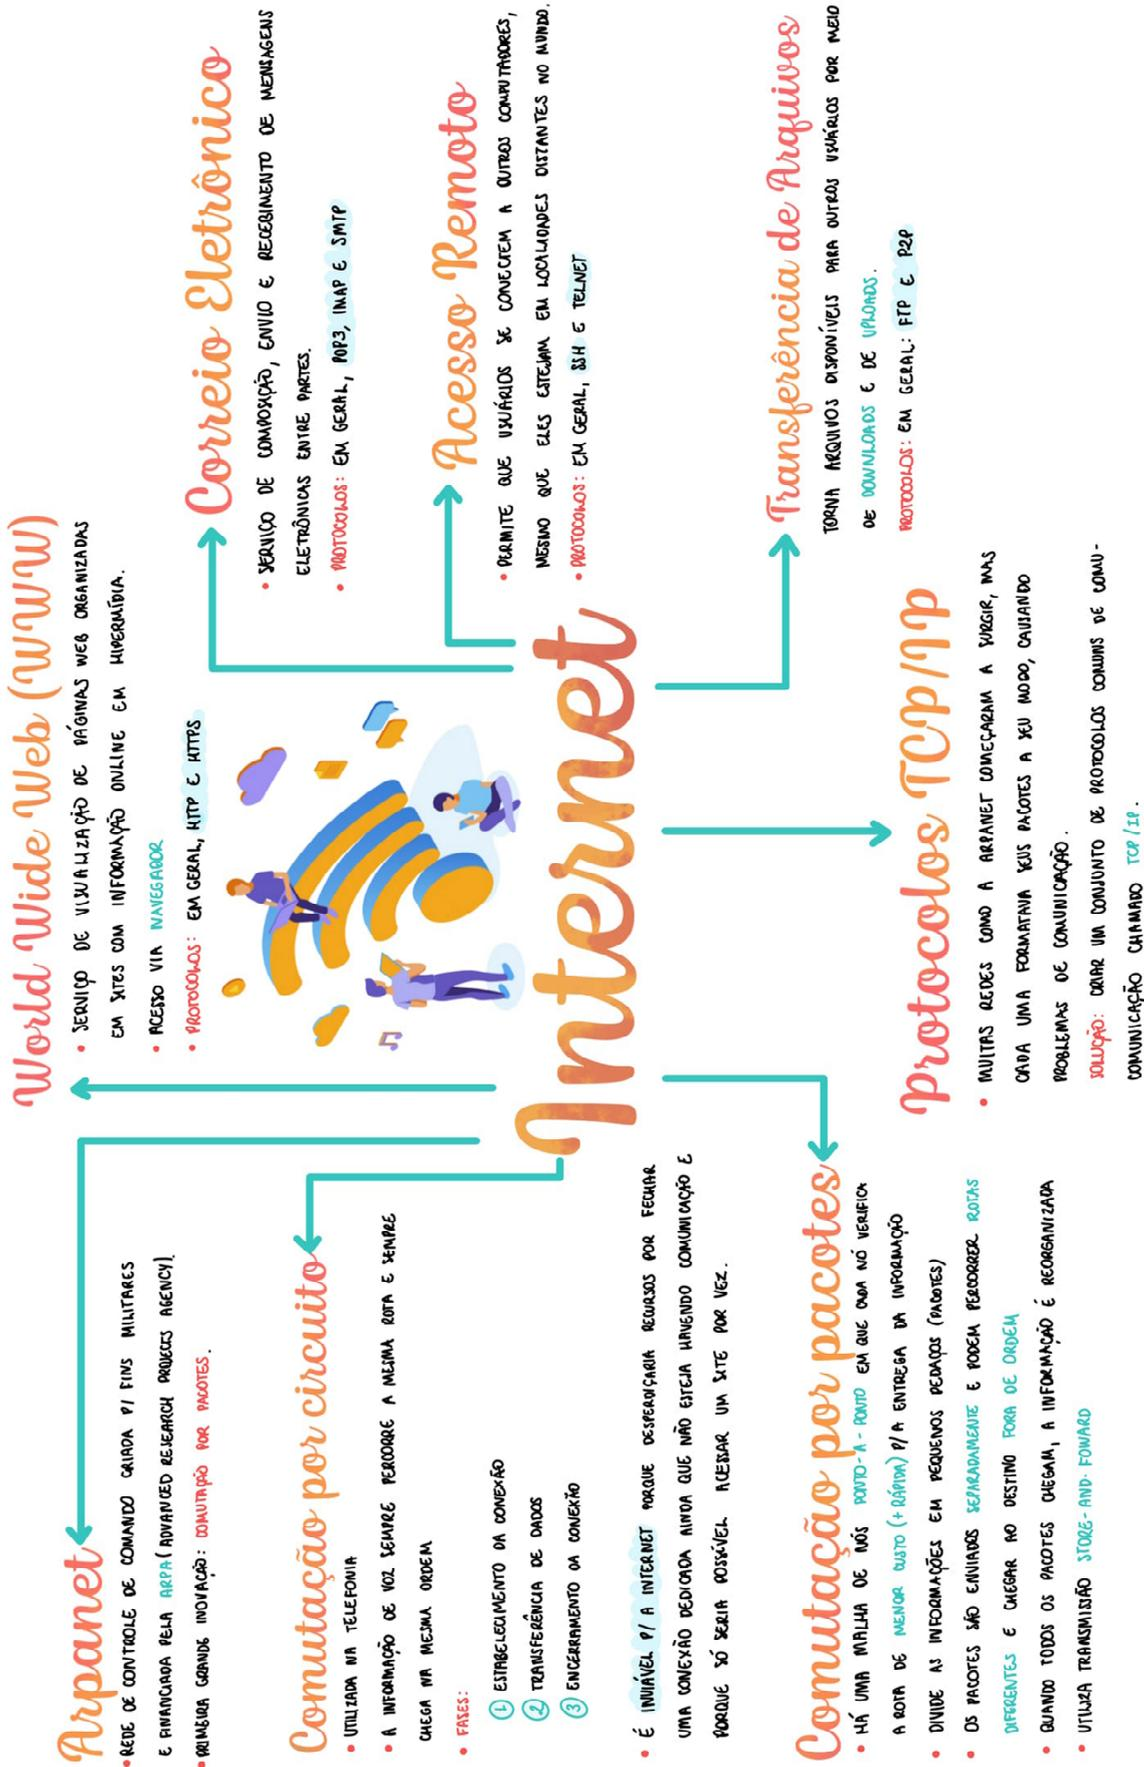 Arpanet
• REDE DE CONTROLE DE COMANDO CRIADA P/ FINS MILITARES
E FINANCIADA PELA ARPA (ADVANCED RESEARCH PROJECTS AGENCY).
• PRIMEIRA GRANDE INOVAÇÃO: COMUTAÇÃO POR PACOTES.
Comutação por circuito
• UTILIZADA NA TELEFONIA
• A INFORMAÇÃO DE VOZ SEMPRE PERCORRE A MESMA ROTA E SEMPRE
CHEGA NA MESMA ORDEM
• FASES:
1 ESTABELECIMENTO DA CONEXÃO
2 TRANSFERÊNCIA DE DADOS
3 ENCERRAMENTO DA CONEXÃO
• É INVIÁVEL P/ A INTERNET PORQUE DESPERDIÇARIA RECURSOS POR FECHAR
UMA CONEXÃO DEDICADA AINDA QUE NÃO ESTEJA HAVENDO COMUNICAÇÃO E
PORQUE SÓ SERIA POSSÍVEL ACESSAR UM SITE POR VEZ.
Comutação por pacotes
• HÁ UMA MALHA DE NÓS PONTO-A-PONTO EM QUE CADA NÓ VERIFICA
A ROTA DE MENOR CUSTO (+ RÁPIDA) P/ A ENTREGA DA INFORMAÇÃO
• DIVIDE AS INFORMAÇÕES EM PEQUENOS PEDAÇOS (PACOTES)
• OS PACOTES SÃO ENVIADOS SEPARADAMENTE E PODEM PERCORRER ROTAS
DIFERENTES E CHEGAR AO DESTINO FORA DE ORDEM
• QUANDO TODOS OS PACOTES CHEGAM, A INFORMAÇÃO É REORGANIZADA
• UTILIZA TRANSMISSÃO STORE-AND-FOWARD
World Wide Web (WWW)
• SERVIÇO DE VISUALIZAÇÃO DE PÁGINAS WEB ORGANIZADAS
EM SITES COM INFORMAÇÃO ONLINE EM HIPERMÍDIA.
• ACESSO VIA NAVEGADOR
• PROTOCOLOS: EM GERAL, HTTP E HTTPS
Internet
Protocolos TCP/IP
• MUITAS REDES COMO A ARPANET COMEÇARAM A SURGIR, MAS
CADA UMA FORMATAVA SEUS PACOTES A SEU MODO, CAUSANDO
PROBLEMAS DE COMUNICAÇÃO.
SOLUÇÃO: CRIAR UM CONJUNTO DE PROTOCOLOS COMUNS DE COMU-
COMUNICAÇÃO CHAMADO TCP/IP.
Correio Eletrônico
• SERVIÇO DE COMPOSIÇÃO, ENVIO E RECEBIMENTO DE MENSAGENS
ELETRÔNICAS ENTRE PARTES.
• PROTOCOLOS: EM GERAL, POP3, IMAP E SMTP
Acesso Remoto
• PERMITE QUE USUÁRIOS SE CONECTEM A OUTROS COMPUTADORES,
MESMO QUE ELES ESTEJAM EM LOCALIDADES DISTANTES NO MUNDO.
• PROTOCOLOS: EM GERAL, SSH E TELNET
Transferência de Arquivos
TORNA ARQUIVOS DISPONÍVEIS PARA OUTROS USUÁRIOS POR MEIO
DE DOWNLOADS E DE UPLOADS.
PROTOCOLOS: EM GERAL: FTP E P2P